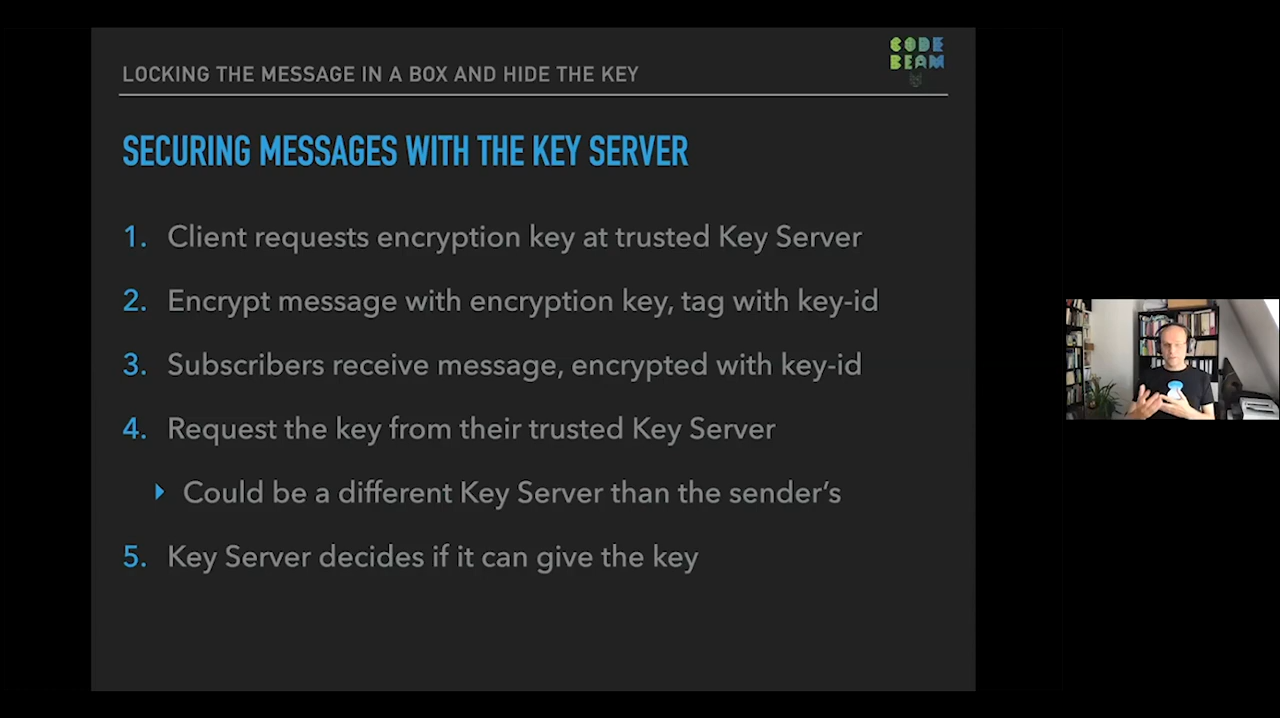 LOCKING THE MESSAGE IN A BOX AND HIDE THE KEY
CODE
BEAM
SECURING MESSAGES WITH THE KEY SERVER
1. Client requests encryption key at trusted Key Server
2. Encrypt message with encryption key, tag with key-id
3. Subscribers receive message, encrypted with key-id
4. Request the key from their trusted Key Server
Could be a different Key Server than the sender’s
5. Key Server decides if it can give the key